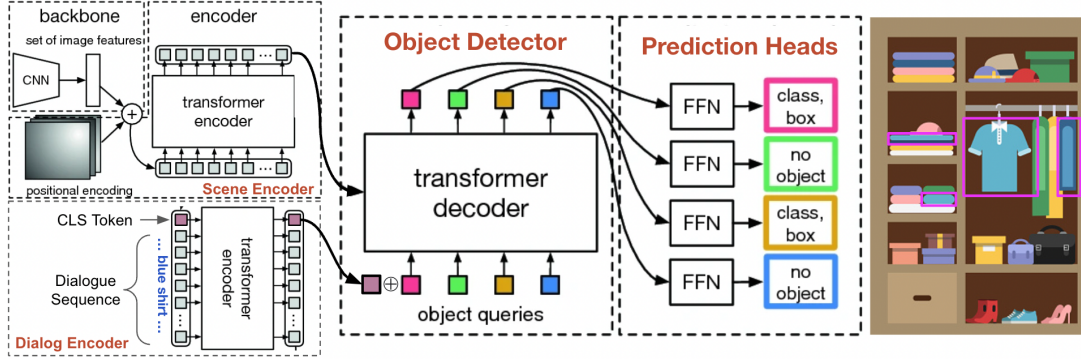 backbone
set of image features
CNN
+
positional encoding
encoder
transformer
encoder
Scene Encoder
CLS Token
Dialogue
Sequence
... blue shirt ...
transformer
encoder
Dialog Encoder
Object Detector
transformer
decoder
object queries
Prediction Heads
FFN
class,
box
FFN
no
object
FFN
class,
box
FFN
no
object